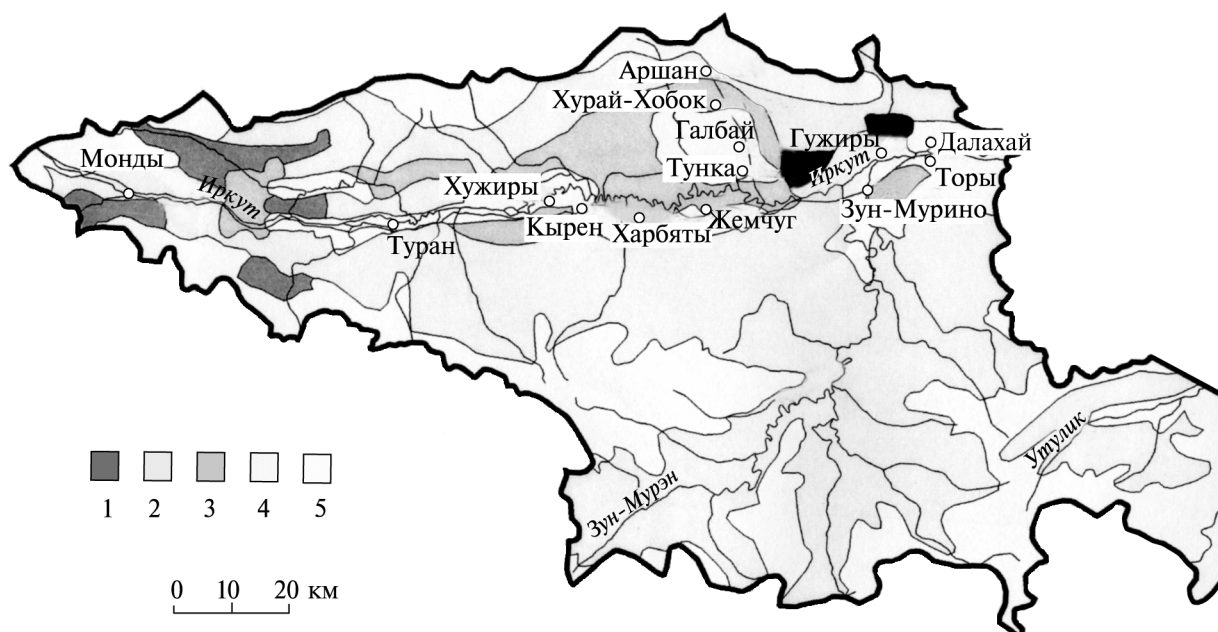 Аршан
Хурай-Хобок
Галбай
Гужиры
Далахай
Монды
Тунка
Иркут
Торы
Иркут
Хужиры
Зун-Мурино
Кырен
Жемчуг
Туран
Харбяты
Утулик
Зун-Мурэн
1 2 3 4 5
0 10 20 км